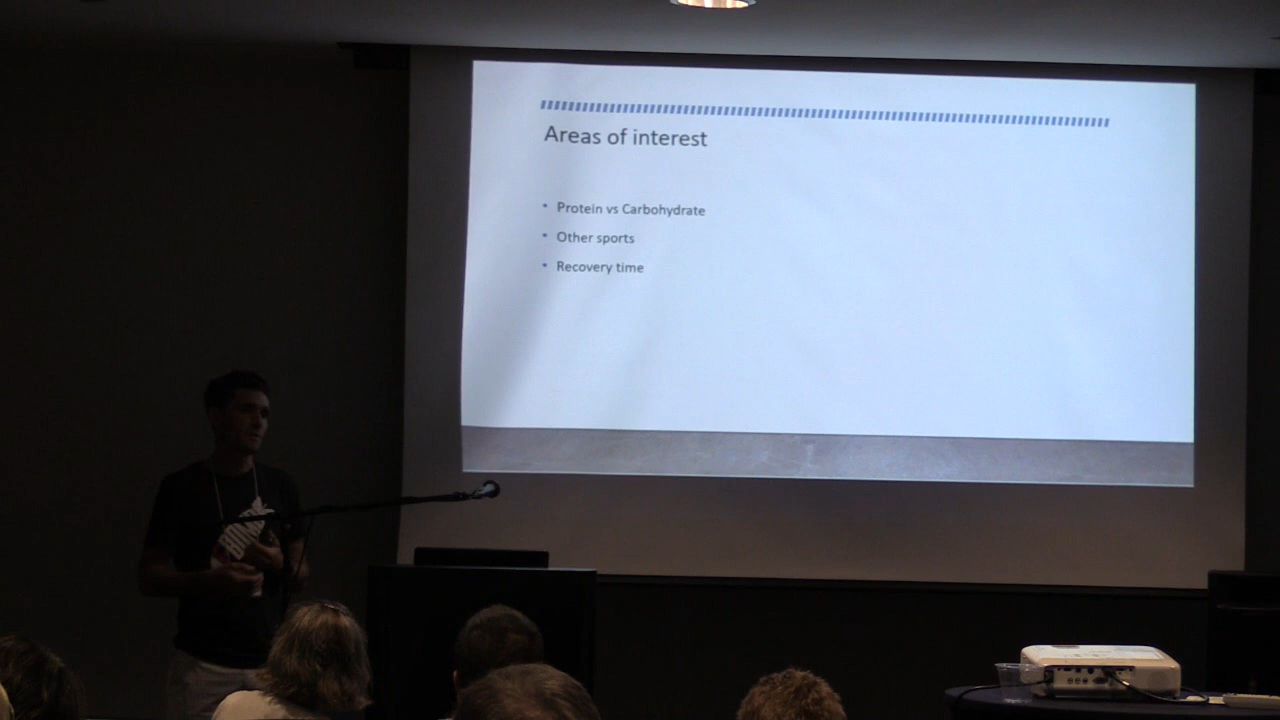 Areas of interest
Protein vs Carbohydrate
Other sports
Recovery time